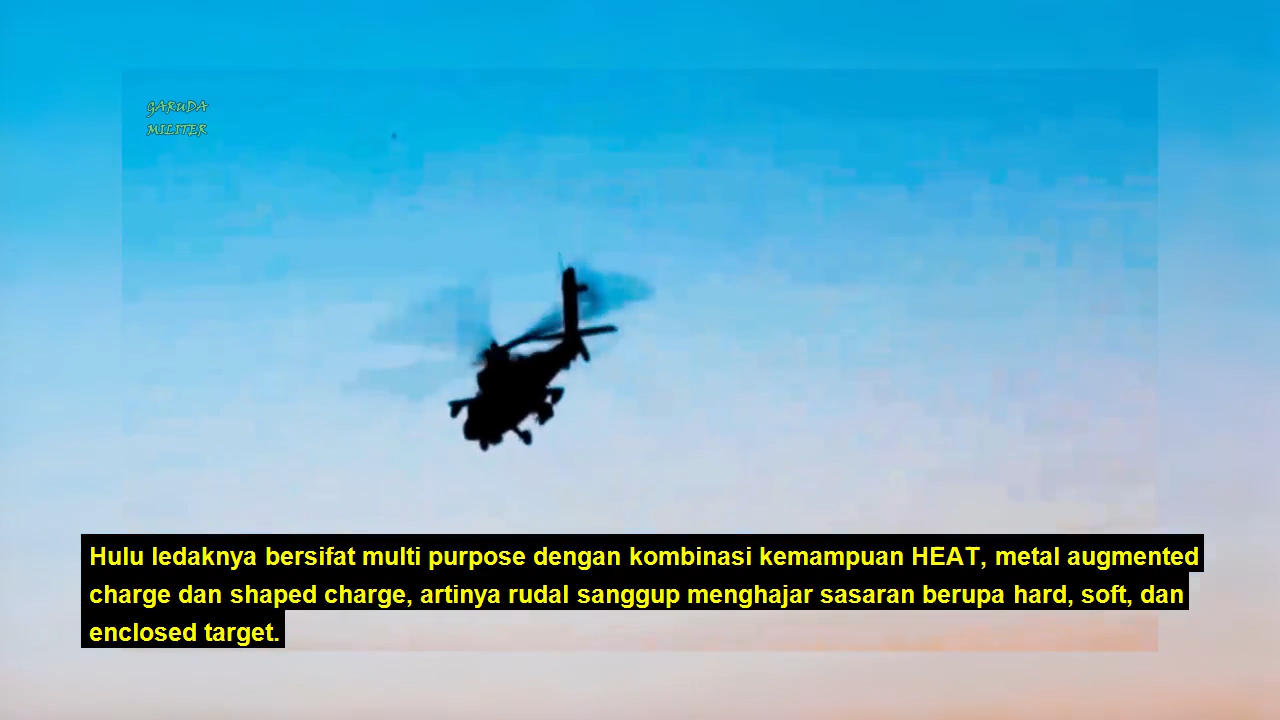 GARUDA
MILITER
Hulu ledaknya bersifat multi purpose dengan kombinasi kemampuan HEAT, metal augmented
charge dan shaped charge, artinya rudal sanggup menghajar sasaran berupa hard, soft, dan
enclosed target.